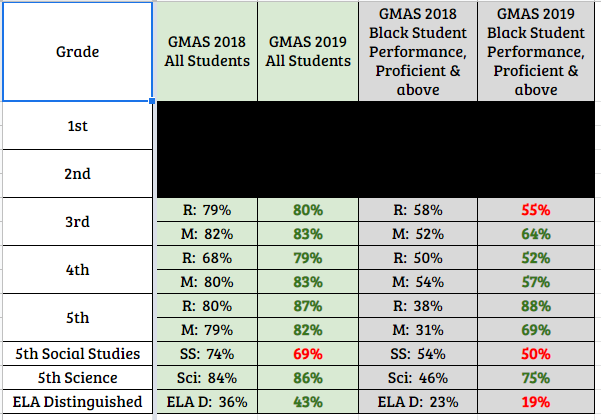 Grade
GMAS 2018
All Students
GMAS 2019
All Students
GMAS 2018
Black Student
Performance,
Proficient &
above
GMAS 2019
Black Student
Performance,
Proficient &
above
1st
2nd
3rd
R: 79% 80% R: 58% 55%
M: 82% 83% M: 52% 64%
4th
R: 68% 79% R: 50% 52%
M: 80% 83% M: 54% 57%
5th
R: 80% 87% R: 38% 88%
M: 79% 82% M: 31% 69%
5th Social Studies SS: 74% 69% SS: 54% 50%
5th Science Sci: 84% 86% Sci: 46% 75%
ELA Distinguished ELA D: 36% 43% ELA D: 23% 19%